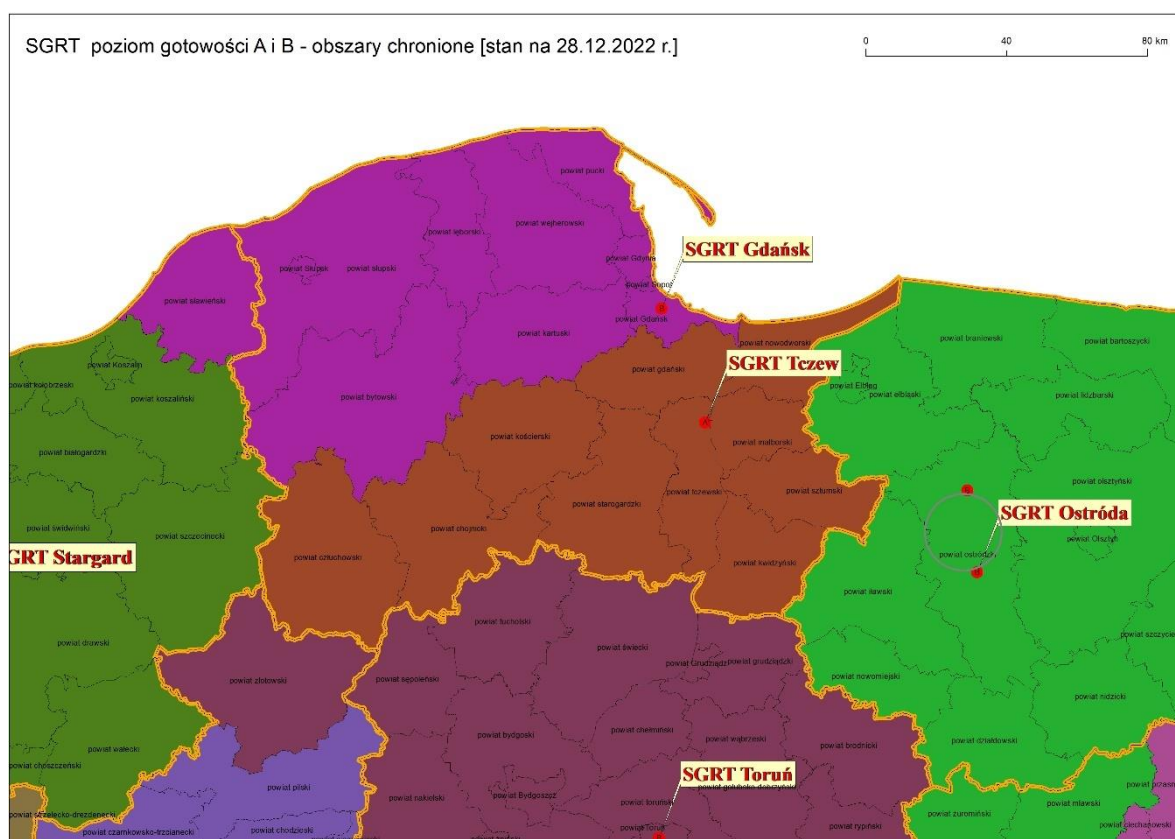 SGRT poziom gotowości A i B - obszary chronione [stan na 28.12.2022 r.]
0 40 80 km
powiat pucki
powiat wejherowski
powiat lęborski
SGRT Gdańsk
powiat Gdynia
powiat Słupsk
powiat słupski
powiat Sopot
powiat sławieński
B
powiat Gdańsk
powiat kartuski
powiat nowodworski
powiat braniewski
powiat bartoszycki
powiat Koszalin
SGRT Tczew
powiat gdański
powiat Elbląg
powiat elbląski
powiat lidzbarski
powiat koszaliński
powiat bytowski
A
powiat kościerski
powiat malborski
powiat białogardzki
powiat olsztyński
powiat tczewski
powiat sztumski
powiat starogardzki
SGRT Ostróda
powiat świdwiński
powiat chojnicki
powiat szczecinecki
powiat Olsztyn
GRT Stargard
powiat człuchowski
powiat ostródzki
powiat kwidzyński
powiat iławski
powiat tucholski
powiat drawski
powiat świecki
powiat Grudziądz
powiat grudziądzki
powiat złotowski
powiat sępoleński
powiat nowomiejski
powiat nidzicki
powiat bydgoski
powiat chełmiński
powiat wąbrzeski
powiat działdowski
powiat wałecki
powiat brodnicki
powiat choszczeński
SGRT Toruń
powiat pilski
powiat nakielski
powiat Bydgoszcz
powiat toruński
powiat golubsko-dobrzyński
powiat strzelecko-drezdenecki
powiat żuromiński
powiat mławski
powiat czarnkowsko-trzcianecki
powiat chodzieski
powiat Toruń
powiat rypiński